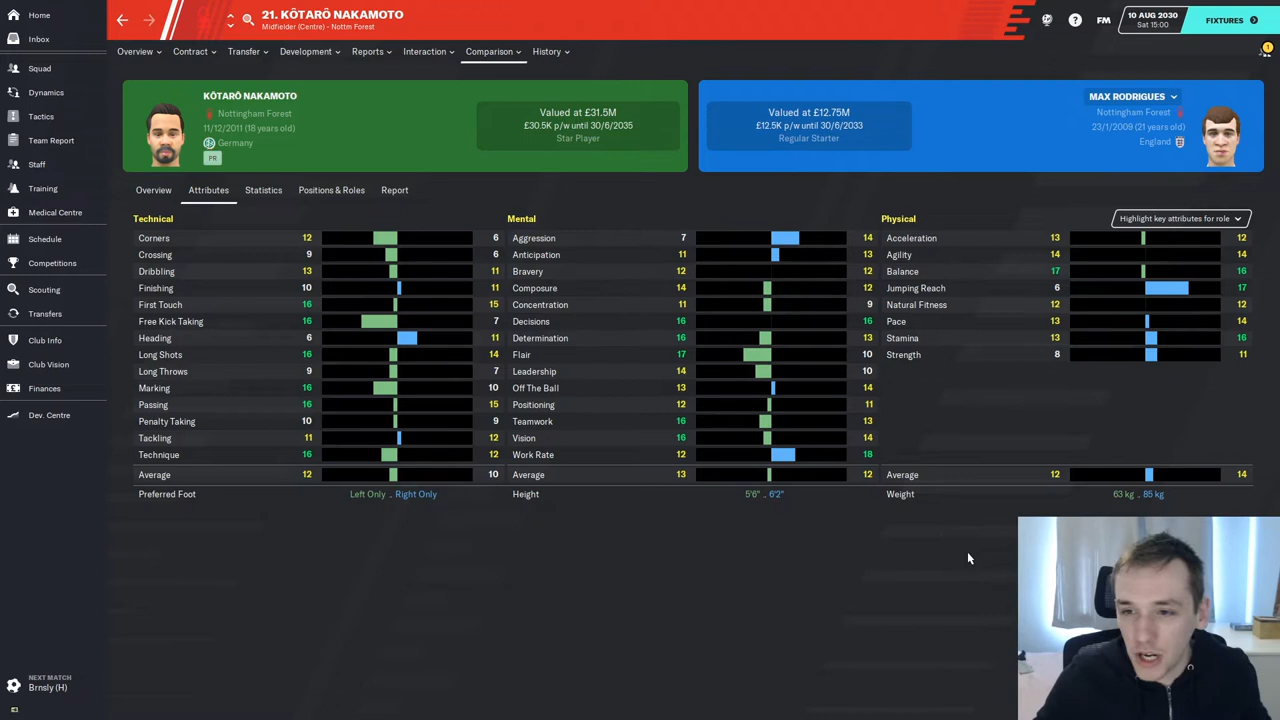 Home
Inbox
Squad
Dynamics
Tactics
Team Report
Staff
Training
Medical Centre
Schedule
Competitions
Scouting
Transfers
Club Info
Club Vision
Finances
Dev. Centre
NEXT MATCH
Brnsly (H)
21. KŌTARŌ NAKAMOTO
Midfielder (Centre) - Nottm Forest
FM
10 AUG 2030
Sat 15:00
FIXTURES
1
Overview Contract Transfer Development Reports Interaction Comparison History
KŌTARŌ NAKAMOTO
Nottingham Forest
11/12/2011 (18 years old)
Germany
PR
Valued at £31.5M
£30.5K p/w until 30/6/2035
Star Player
Valued at £12.75M
£12.5K p/w until 30/6/2033
Regular Starter
MAX RODRIGUES
Nottingham Forest
23/1/2009 (21 years old)
England
Overview Attributes Statistics Positions & Roles Report
Technical
Corners 12 6
Crossing 9 6
Dribbling 13 11
Finishing 10 11
First Touch 16 15
Free Kick Taking 16 7
Heading 6 11
Long Shots 16 14
Long Throws 9 7
Marking 16 10
Passing 16 15
Penalty Taking 10 9
Tackling 11 12
Technique 16 12
Average 12 10
Preferred Foot Left Only .. Right Only
Mental
Aggression 7 14
Anticipation 11 13
Bravery 12 12
Composure 14 12
Concentration 11 9
Decisions 16 16
Determination 16 13
Flair 17 10
Leadership 14 10
Off The Ball 13 14
Positioning 12 11
Teamwork 16 13
Vision 16 14
Work Rate 12 18
Average 13 12
Height 5'6" .. 6'2"
Physical
Highlight key attributes for role
Acceleration 13 12
Agility 14 14
Balance 17 16
Jumping Reach 6 17
Natural Fitness 12 12
Pace 13 14
Stamina 13 16
Strength 8 11
Average 12 14
Weight 63 kg .. 85 kg